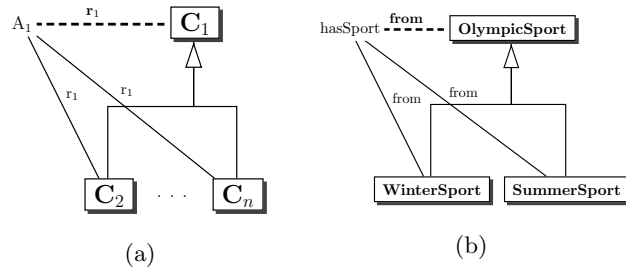 A1 r1 C1
r1 r1
C2 . . . Cn
(a)
hasSport from OlympicSport
from from
WinterSport SummerSport
(b)